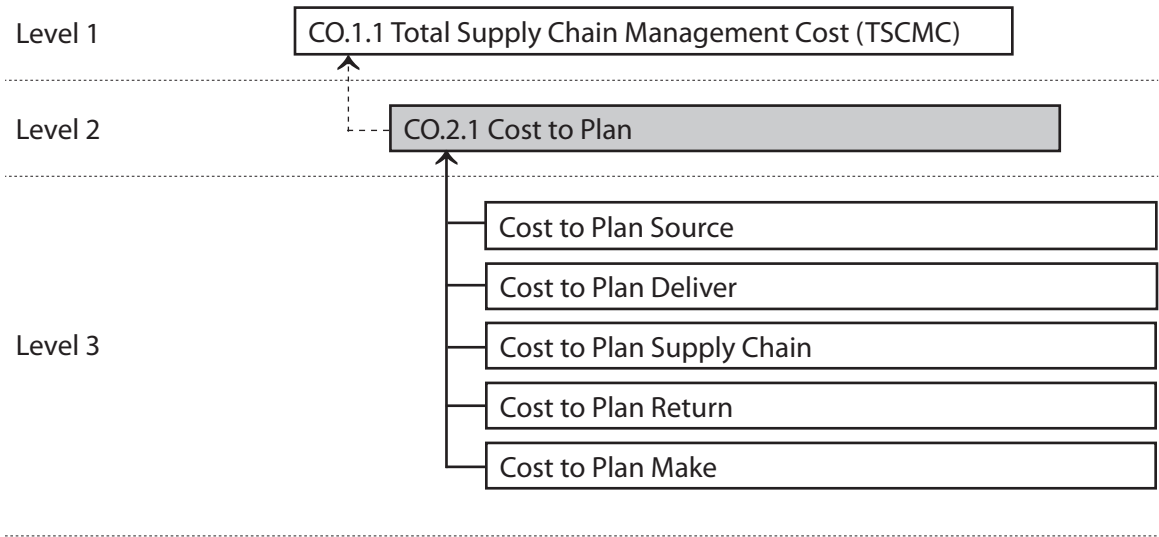 Level 1
CO.1.1 Total Supply Chain Management Cost (TSCMC)
Level 2
CO.2.1 Cost to Plan
Level 3
Cost to Plan Source
Cost to Plan Deliver
Cost to Plan Supply Chain
Cost to Plan Return
Cost to Plan Make